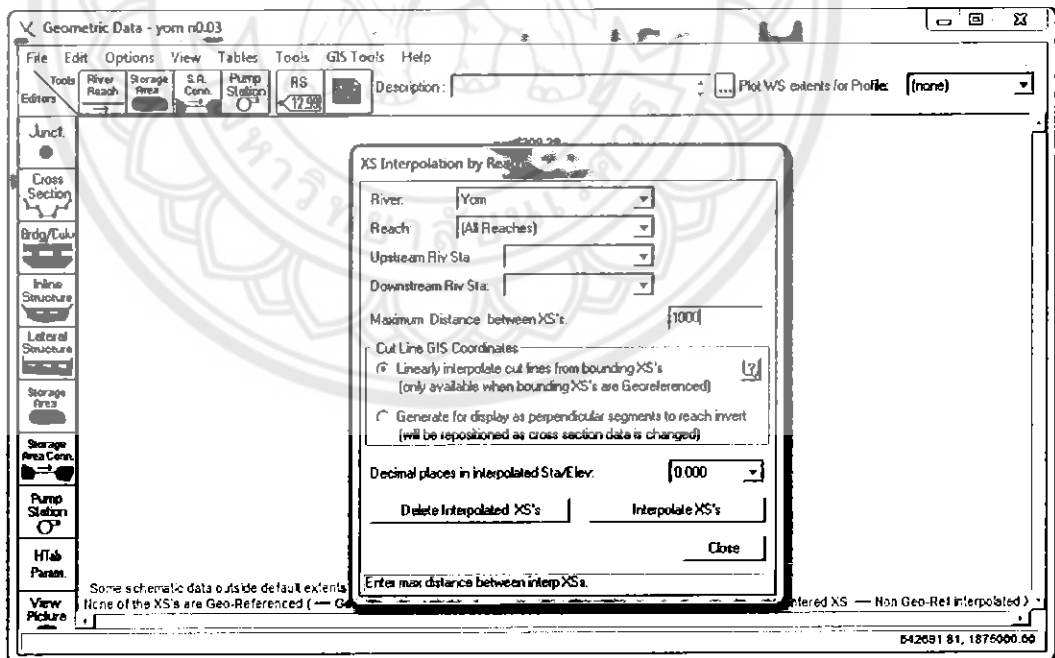 Geometric Data - yom n0.03
File Edit Options View Tables Tools GIS Tools Help
Tools
Editors
River Reach
Storage Area
S.A. Conn.
Pump Station
RS
Description :
...
Plot WS extents for Profile:
(none)
Junct.
Cross Section
Brdg/Culv
Inline Structure
Lateral Structure
Storage Area
Storage Area Conn.
Pump Station
HTab Param.
View Picture
XS Interpolation by
River: Yom
Reach: (All Reaches)
Upstream Riv Sta
Downstream Riv Sta:
Maximum Distance between XS's. 1000
Cut Line GIS Coordinates
Linearly interpolate cut lines from bounding XS's
(only available when bounding XS's are Georeferenced)
?
Generate for display as perpendicular segments to reach invert
(will be repositioned as cross section data is changed)
Decimal places in interpolated Sta/Elev: 0.000
Delete Interpolated XS's
Interpolate XS's
Close
Enter max distance between interp XSs.
Some schematic data outside default extents
None of the XS's are Geo-Referenced ( — XS — Non Geo-Ref interpolated